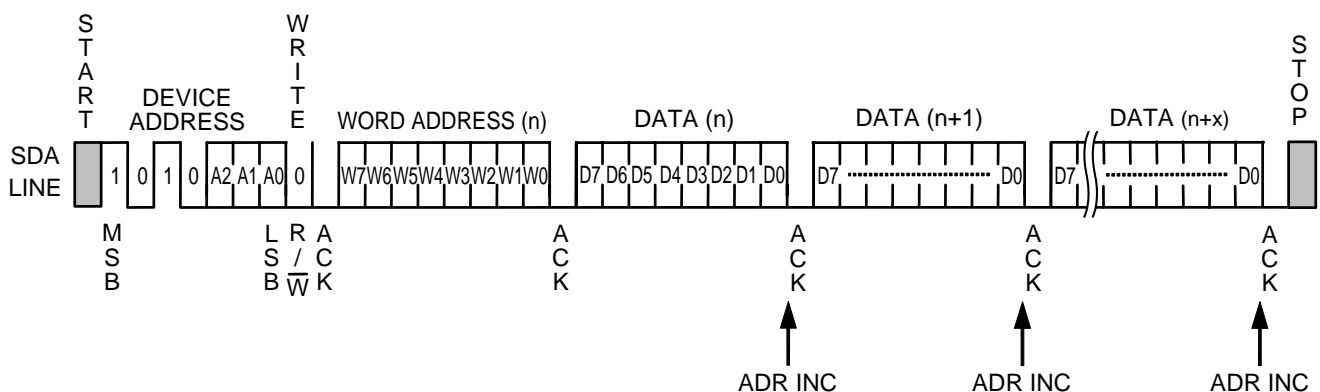 START
WRITE
STOP
DEVICE
ADDRESS
WORD ADDRESS (n)
DATA (n)
DATA (n+1)
DATA (n+x)
SDA
LINE
1 0 1 0 A2 A1 A0 0 W7 W6 W5 W4 W3 W2 W1 W0 D7 D6 D5 D4 D3 D2 D1 D0 D7 D0 D7 D0
MSB
LSB
R/W
ACK
ACK
ACK
ACK
ACK
ADR INC
ADR INC
ADR INC